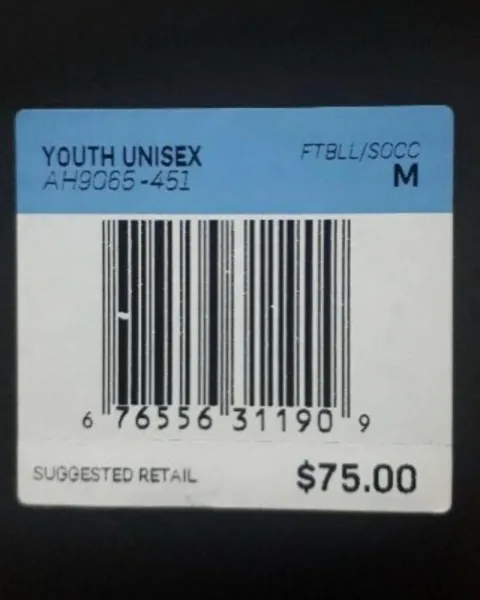 YOUTH UNISEX FTBLL/SOCC
AH9065-451 M
6 76556 31190 9
SUGGESTED RETAIL $75.00